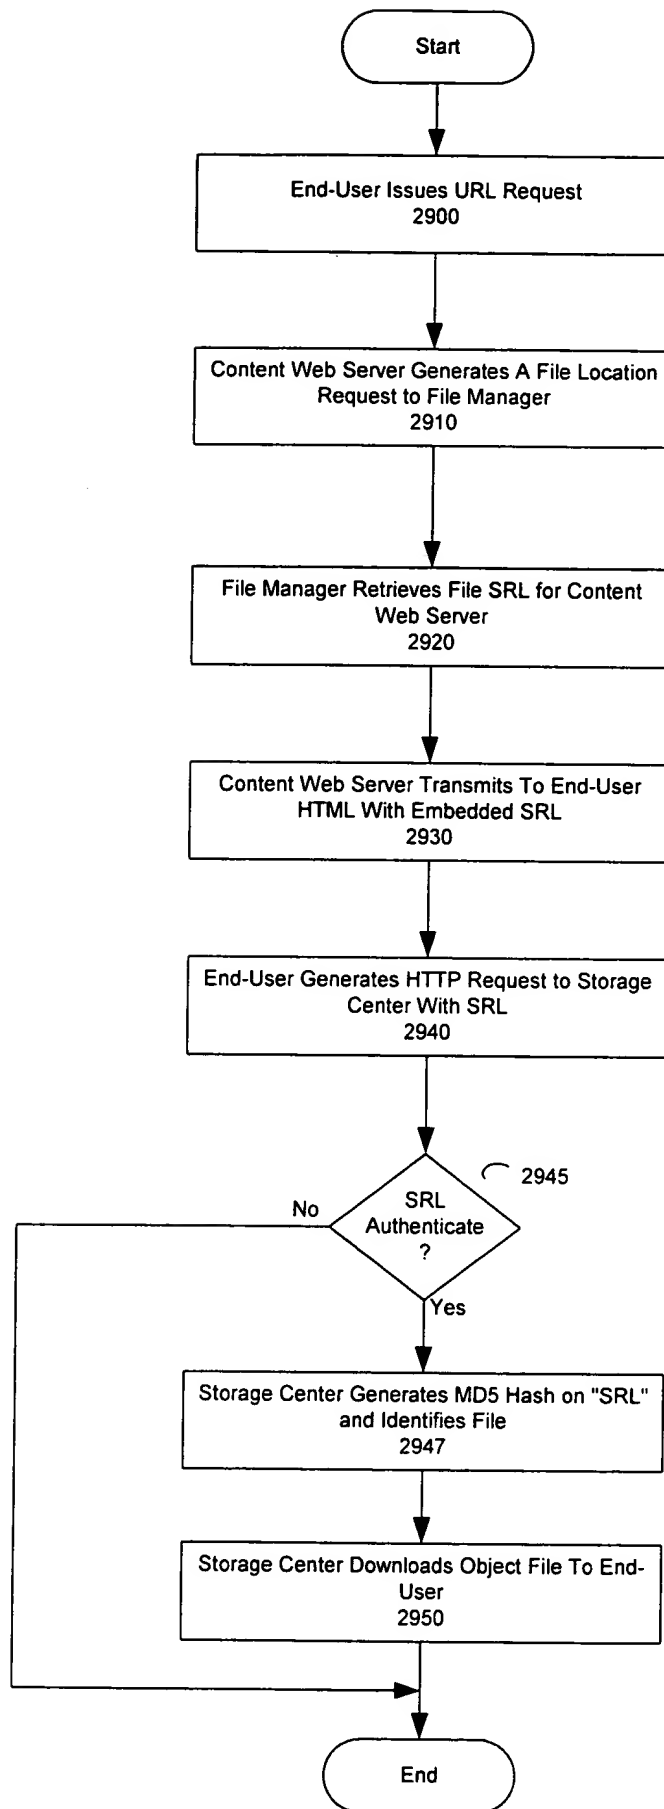 Start
End-User Issues URL Request
2900
Content Web Server Generates A File Location
Request to File Manager
2910
File Manager Retrieves File SRL for Content
Web Server
2920
Content Web Server Transmits To End-User
HTML With Embedded SRL
2930
End-User Generates HTTP Request to Storage
Center With SRL
2940
2945
No
SRL
Authenticate
?
Yes
Storage Center Generates MD5 Hash on "SRL"
and Identifies File
2947
Storage Center Downloads Object File To End-
User
2950
End